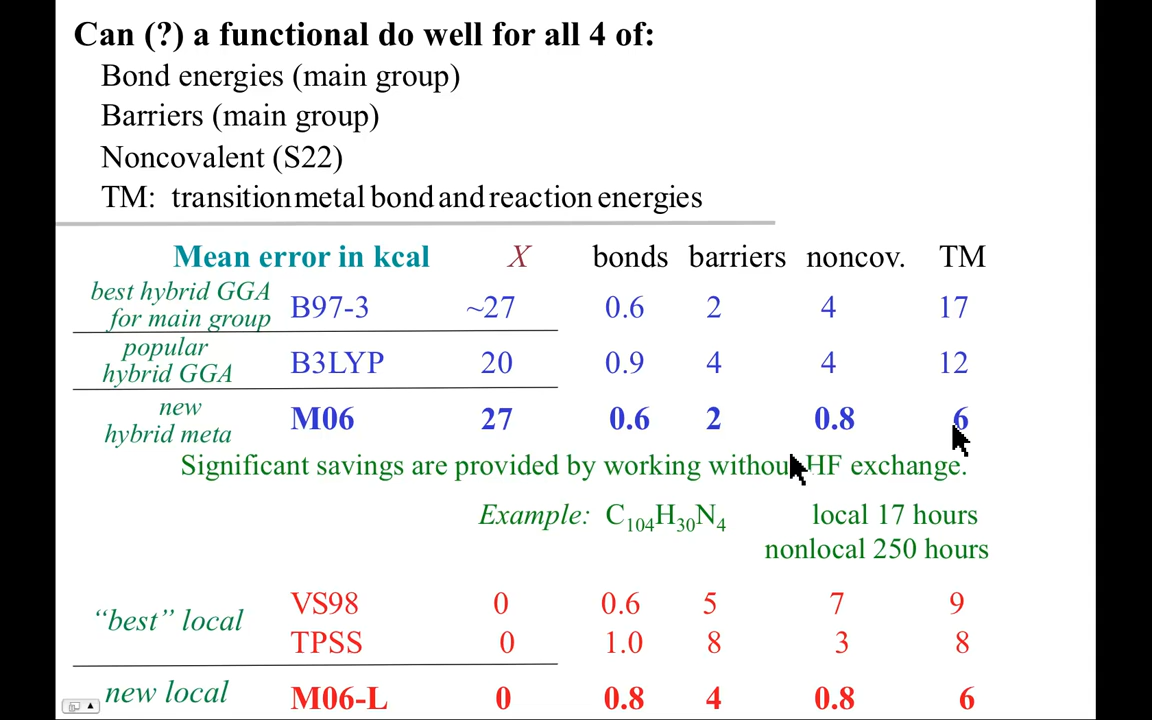 Can (?) a functional do well for all 4 of:
Bond energies (main group)
Barriers (main group)
Noncovalent (S22)
TM: transition metal bond and reaction energies
Mean error in kcal X bonds barriers noncov. TM
best hybrid GGA
for main group B97-3 ~27 0.6 2 4 17
popular
hybrid GGA B3LYP 20 0.9 4 4 12
new
hybrid meta M06 27 0.6 2 0.8 6
Significant savings are provided by working without HF exchange.
Example: C104H30N4 local 17 hours
nonlocal 250 hours
"best" local VS98 0 0.6 5 7 9
TPSS 0 1.0 8 3 8
new local M06-L 0 0.8 4 0.8 6